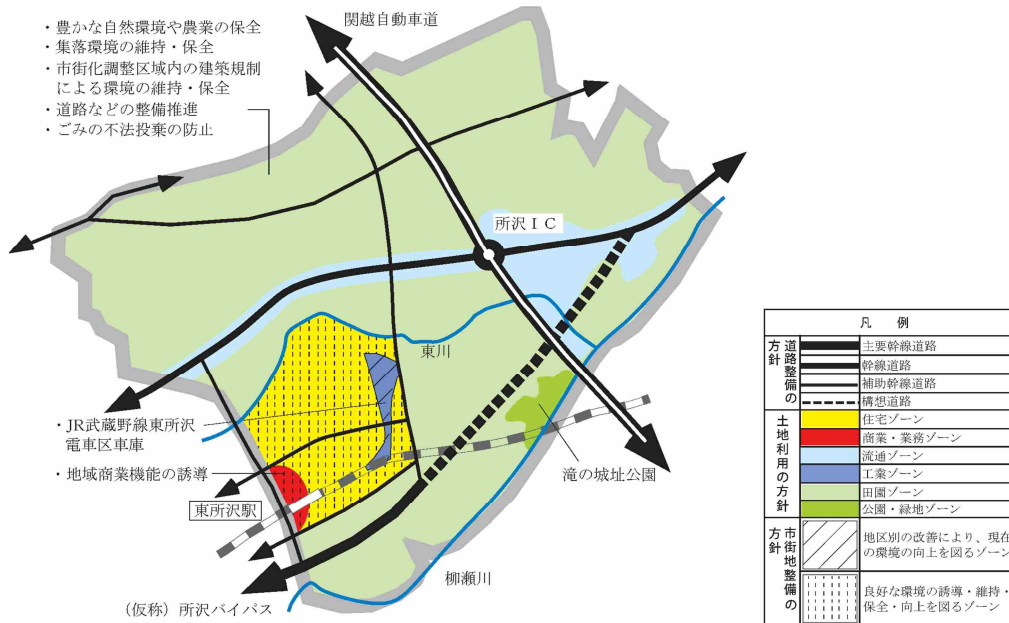 関越自動車道
・豊かな自然環境や農業の保全
・集落環境の維持・保全
・市街化調整区域内の建築規制
による環境の維持・保全
・道路などの整備推進
・ごみの不法投棄の防止
所沢ＩＣ
東川
・JR武蔵野線東所沢
電車区車庫
・地域商業機能の誘導
東所沢駅
滝の城址公園
柳瀬川
（仮称）所沢バイパス
凡　例
道路整備の方針
主要幹線道路
幹線道路
補助幹線道路
構想道路
土地利用の方針
住宅ゾーン
商業・業務ゾーン
流通ゾーン
工業ゾーン
田園ゾーン
公園・緑地ゾーン
市街地整備の方針
地区別の改善により、現在
の環境の向上を図るゾーン
良好な環境の誘導・維持・
保全・向上を図るゾーン